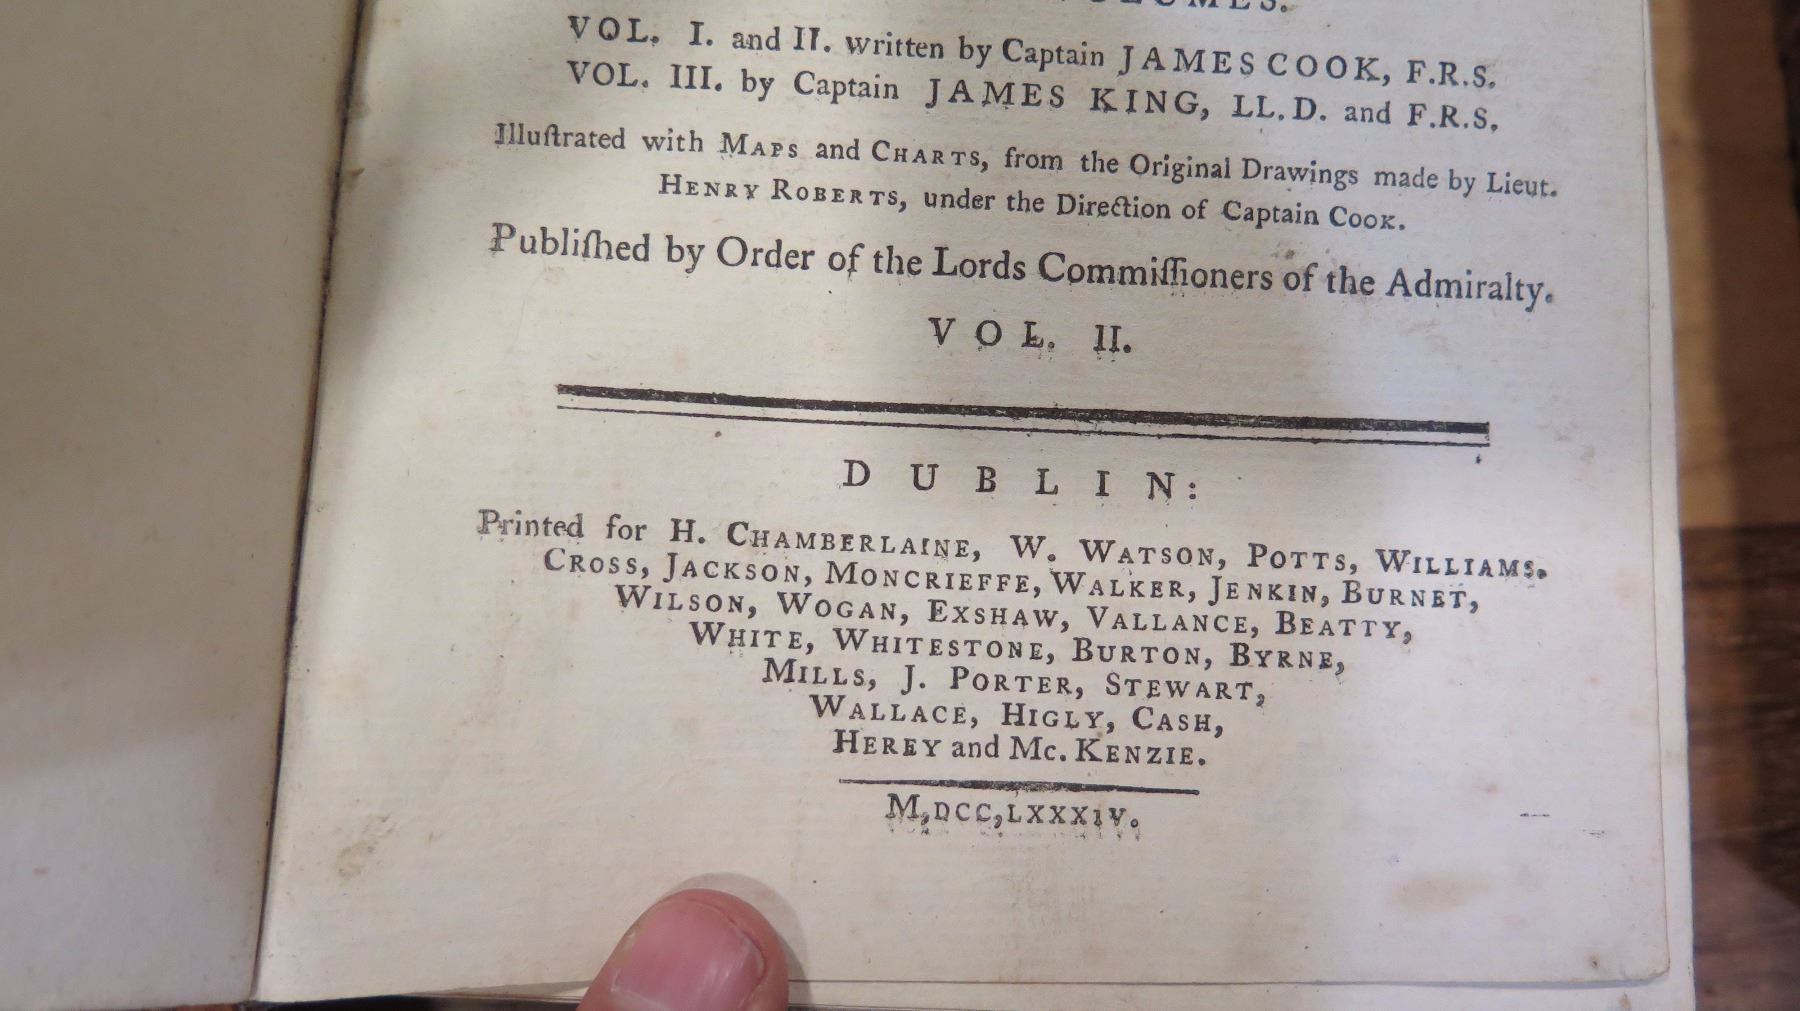 VOL. I. and II. written by Captain JAMES COOK, F.R.S.
VOL. III. by Captain JAMES KING, LL. D. and F.R.S.
Illuſtrated with MAPS and CHARTS, from the Original Drawings made by Lieut.
HENRY ROBERTS, under the Direction of Captain COOK.
Publiſhed by Order of the Lords Commiſſioners of the Admiralty.
VOL. II.
DUBLIN:
Printed for H. CHAMBERLAINE, W. WATSON, POTTS, WILLIAMS.
CROSS, JACKSON, MONCRIEFFE, WALKER, JENKIN, BURNET,
WILSON, WOGAN, EXSHAW, VALLANCE, BEATTY,
WHITE, WHITESTONE, BURTON, BYRNE,
MILLS, J. PORTER, STEWART,
WALLACE, HIGLY, CASH,
HEREY and Mc. KENZIE.
M,DCC,LXXXIV.